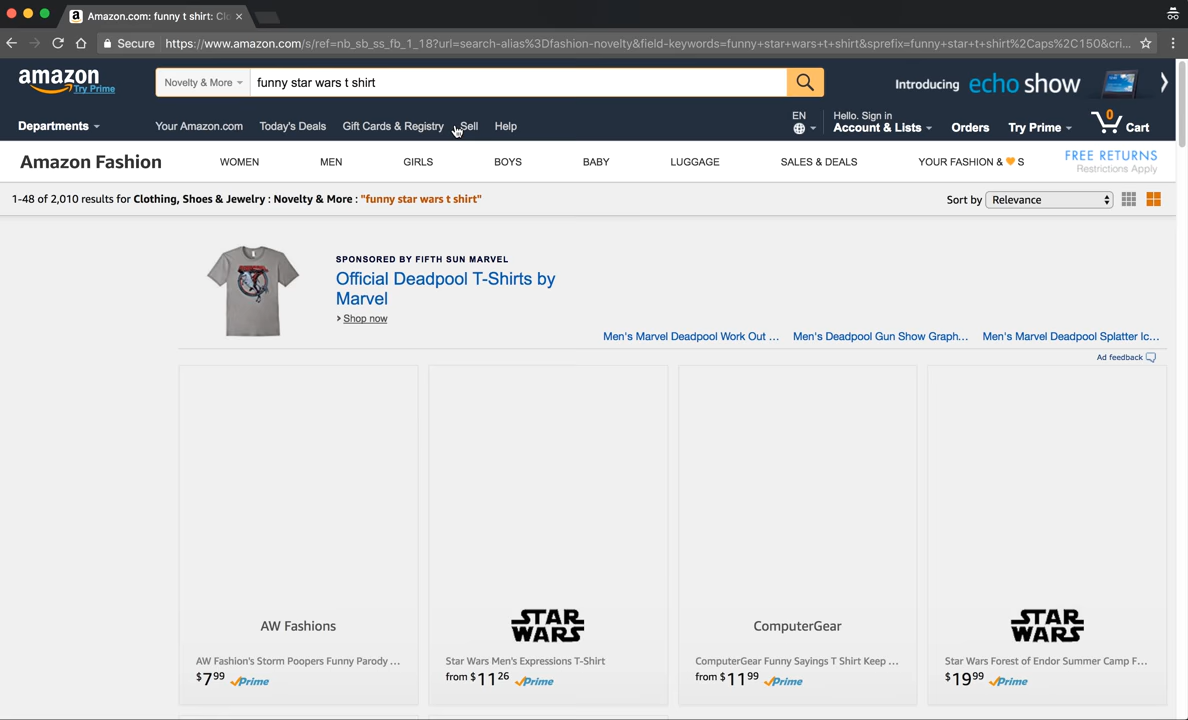 Amazon.com: funny t shirt: Clo
Secure https://www.amazon.com/s/ref=nb_sb_ss_fb_1_18?url=search-alias%3Dfashion-novelty&field-keywords=funny+star+wars+t+shirt&sprefix=funny+star+t+shirt%2Caps%2C150&cri...
amazon
Try Prime
Novelty & More
funny star wars t shirt
Introducing echo show
Departments
Your Amazon.com
Today's Deals
Gift Cards & Registry
Sell
Help
EN
Hello. Sign in
Account & Lists
Orders
Try Prime
0
Cart
Amazon Fashion
WOMEN
MEN
GIRLS
BOYS
BABY
LUGGAGE
SALES & DEALS
YOUR FASHION & 🧡 S
FREE RETURNS
Restrictions Apply
1-48 of 2,010 results for Clothing, Shoes & Jewelry : Novelty & More : "funny star wars t shirt"
Sort by Relevance
SPONSORED BY FIFTH SUN MARVEL
Official Deadpool T-Shirts by
Marvel
Shop now
Men's Marvel Deadpool Work Out ...
Men's Deadpool Gun Show Graph...
Men's Marvel Deadpool Splatter Ic...
Ad feedback
AW Fashions
AW Fashion's Storm Poopers Funny Parody ...
$7 99 Prime
STAR WARS
Star Wars Men's Expressions T-Shirt
from $11 26 Prime
ComputerGear
ComputerGear Funny Sayings T Shirt Keep ...
from $11 99 Prime
STAR WARS
Star Wars Forest of Endor Summer Camp F...
$19 99 Prime